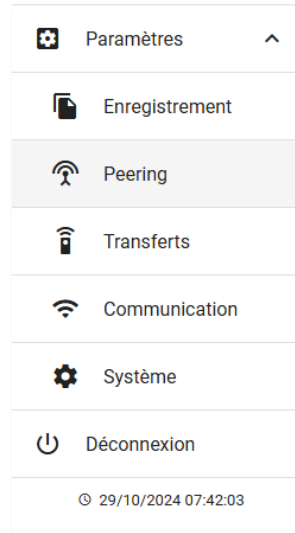 Paramètres
Enregistrement
Peering
Transferts
Communication
Système
Déconnexion
29/10/2024 07:42:03